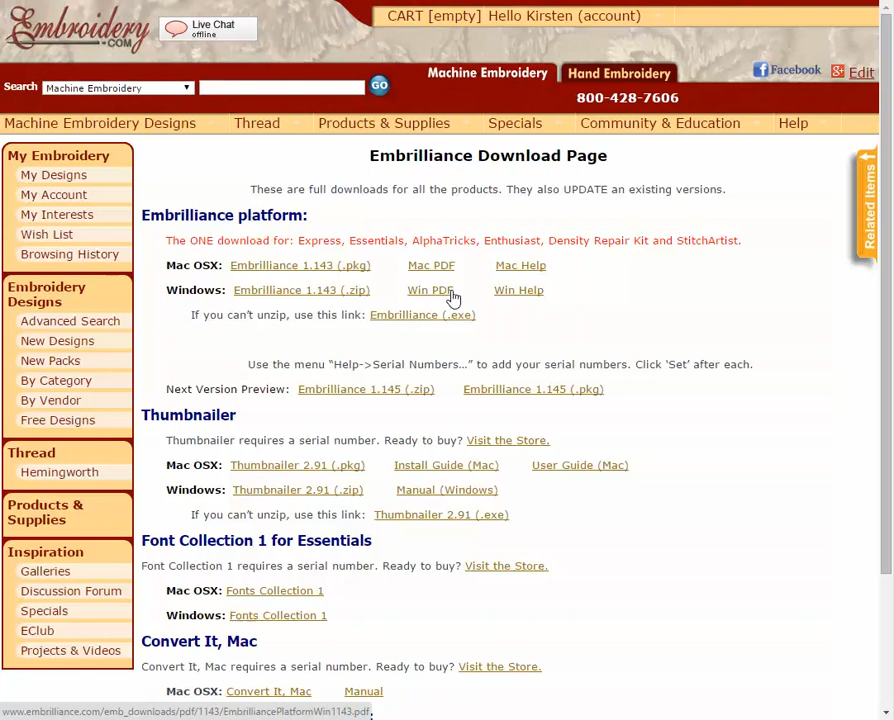 Embroidery
.COM
Live Chat
offline
CART [empty] Hello Kirsten (account)
Search
Machine Embroidery
GO
Machine Embroidery
Hand Embroidery
Facebook
Edit
800-428-7606
Machine Embroidery Designs
Thread
Products & Supplies
Specials
Community & Education
Help
My Embroidery
My Designs
My Account
My Interests
Wish List
Browsing History
Embroidery
Designs
Advanced Search
New Designs
New Packs
By Category
By Vendor
Free Designs
Thread
Hemingworth
Products &
Supplies
Inspiration
Galleries
Discussion Forum
Specials
EClub
Projects & Videos
Embrilliance Download Page
These are full downloads for all the products. They also UPDATE an existing versions.
Embrilliance platform:
The ONE download for: Express, Essentials, AlphaTricks, Enthusiast, Density Repair Kit and StitchArtist.
Mac OSX: Embrilliance 1.143 (.pkg) Mac PDF Mac Help
Windows: Embrilliance 1.143 (.zip) Win PDF Win Help
If you can't unzip, use this link: Embrilliance (.exe)
Use the menu "Help->Serial Numbers..." to add your serial numbers. Click 'Set' after each.
Next Version Preview: Embrilliance 1.145 (.zip) Embrilliance 1.145 (.pkg)
Thumbnailer
Thumbnailer requires a serial number. Ready to buy? Visit the Store.
Mac OSX: Thumbnailer 2.91 (.pkg) Install Guide (Mac) User Guide (Mac)
Windows: Thumbnailer 2.91 (.zip) Manual (Windows)
If you can't unzip, use this link: Thumbnailer 2.91 (.exe)
Font Collection 1 for Essentials
Font Collection 1 requires a serial number. Ready to buy? Visit the Store.
Mac OSX: Fonts Collection 1
Windows: Fonts Collection 1
Convert It, Mac
Convert It, Mac requires a serial number. Ready to buy? Visit the Store.
Mac OSX: Convert It, Mac Manual
Related Items
www.embrilliance.com/emb_downloads/pdf/1143/EmbrilliancePlatformWin1143.pdf